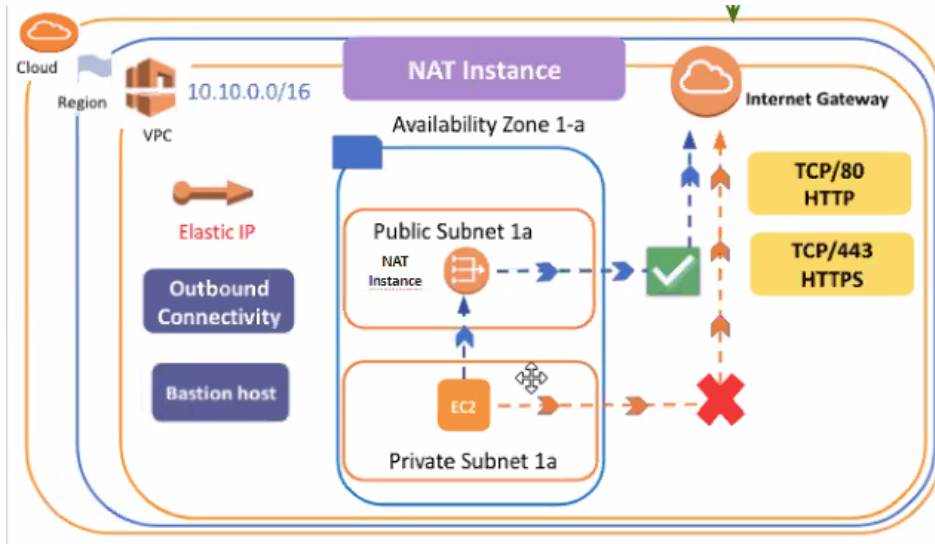 Cloud
Region
VPC
10.10.0.0/16
NAT Instance
Internet Gateway
Availability Zone 1-a
TCP/80
HTTP
TCP/443
HTTPS
Elastic IP
Outbound
Connectivity
Bastion host
Public Subnet 1a
NAT
Instance
EC2
Private Subnet 1a